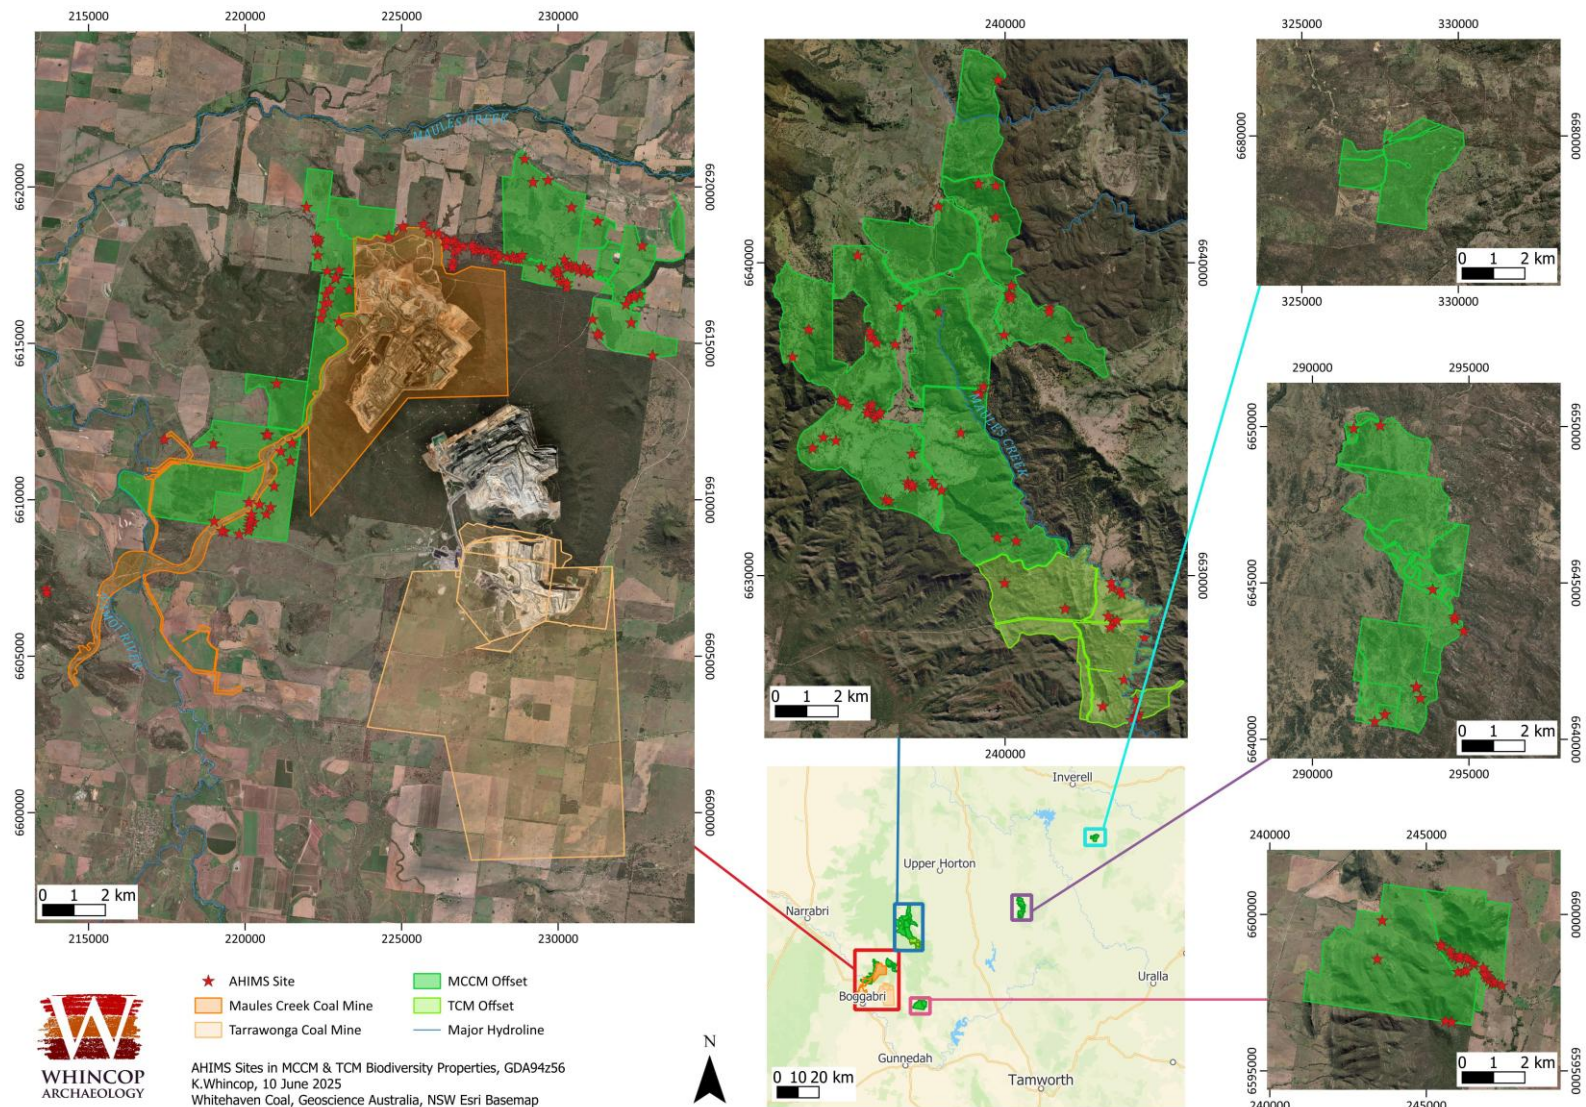 215000 220000 225000 230000
6620000 6620000
6615000 6615000
6610000 6610000
6605000 6605000
6600000
MAULES CREEK
RIVER
0 1 2 km
215000 220000 225000 230000
240000
6640000 6640000
6630000 6630000
MAULES CREEK
0 1 2 km
240000
325000 330000
6680000 6680000
0 1 2 km
325000 330000
290000 295000
6650000 6650000
6645000 6645000
6640000 6640000
0 1 2 km
290000 295000
240000 245000
6600000 6600000
6595000 6595000
0 1 2 km
240000 245000
Inverell
Upper Horton
Narrabri
Boggabri
Uralla
Gunnedah
Tamworth
0 10 20 km
AHIMS Site
Maules Creek Coal Mine
Tarrawonga Coal Mine
MCCM Offset
TCM Offset
Major Hydroline
N
W
WHINCOP
ARCHAEOLOGY
AHIMS Sites in MCCM & TCM Biodiversity Properties, GDA94z56
K.Whincop, 10 June 2025
Whitehaven Coal, Geoscience Australia, NSW Esri Basemap